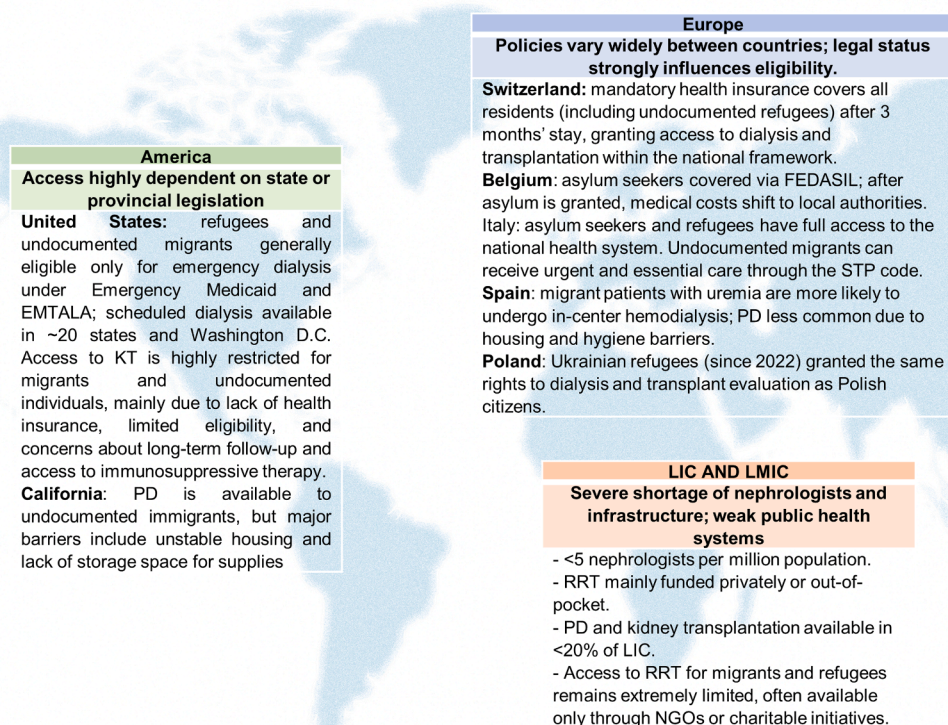 America
Access highly dependent on state or
provincial legislation
United States: refugees and
undocumented migrants generally
eligible only for emergency dialysis
under Emergency Medicaid and
EMTALA; scheduled dialysis available
in ~20 states and Washington D.C.
Access to KT is highly restricted for
migrants and undocumented
individuals, mainly due to lack of health
insurance, limited eligibility, and
concerns about long-term follow-up and
access to immunosuppressive therapy.
California: PD is available to
undocumented immigrants, but major
barriers include unstable housing and
lack of storage space for supplies
Europe
Policies vary widely between countries; legal status
strongly influences eligibility.
Switzerland: mandatory health insurance covers all
residents (including undocumented refugees) after 3
months' stay, granting access to dialysis and
transplantation within the national framework.
Belgium: asylum seekers covered via FEDASIL; after
asylum is granted, medical costs shift to local authorities.
Italy: asylum seekers and refugees have full access to the
national health system. Undocumented migrants can
receive urgent and essential care through the STP code.
Spain: migrant patients with uremia are more likely to
undergo in-center hemodialysis; PD less common due to
housing and hygiene barriers.
Poland: Ukrainian refugees (since 2022) granted the same
rights to dialysis and transplant evaluation as Polish
citizens.
LIC AND LMIC
Severe shortage of nephrologists and
infrastructure; weak public health
systems
- <5 nephrologists per million population.
- RRT mainly funded privately or out-of-
pocket.
- PD and kidney transplantation available in
<20% of LIC.
- Access to RRT for migrants and refugees
remains extremely limited, often available
only through NGOs or charitable initiatives.